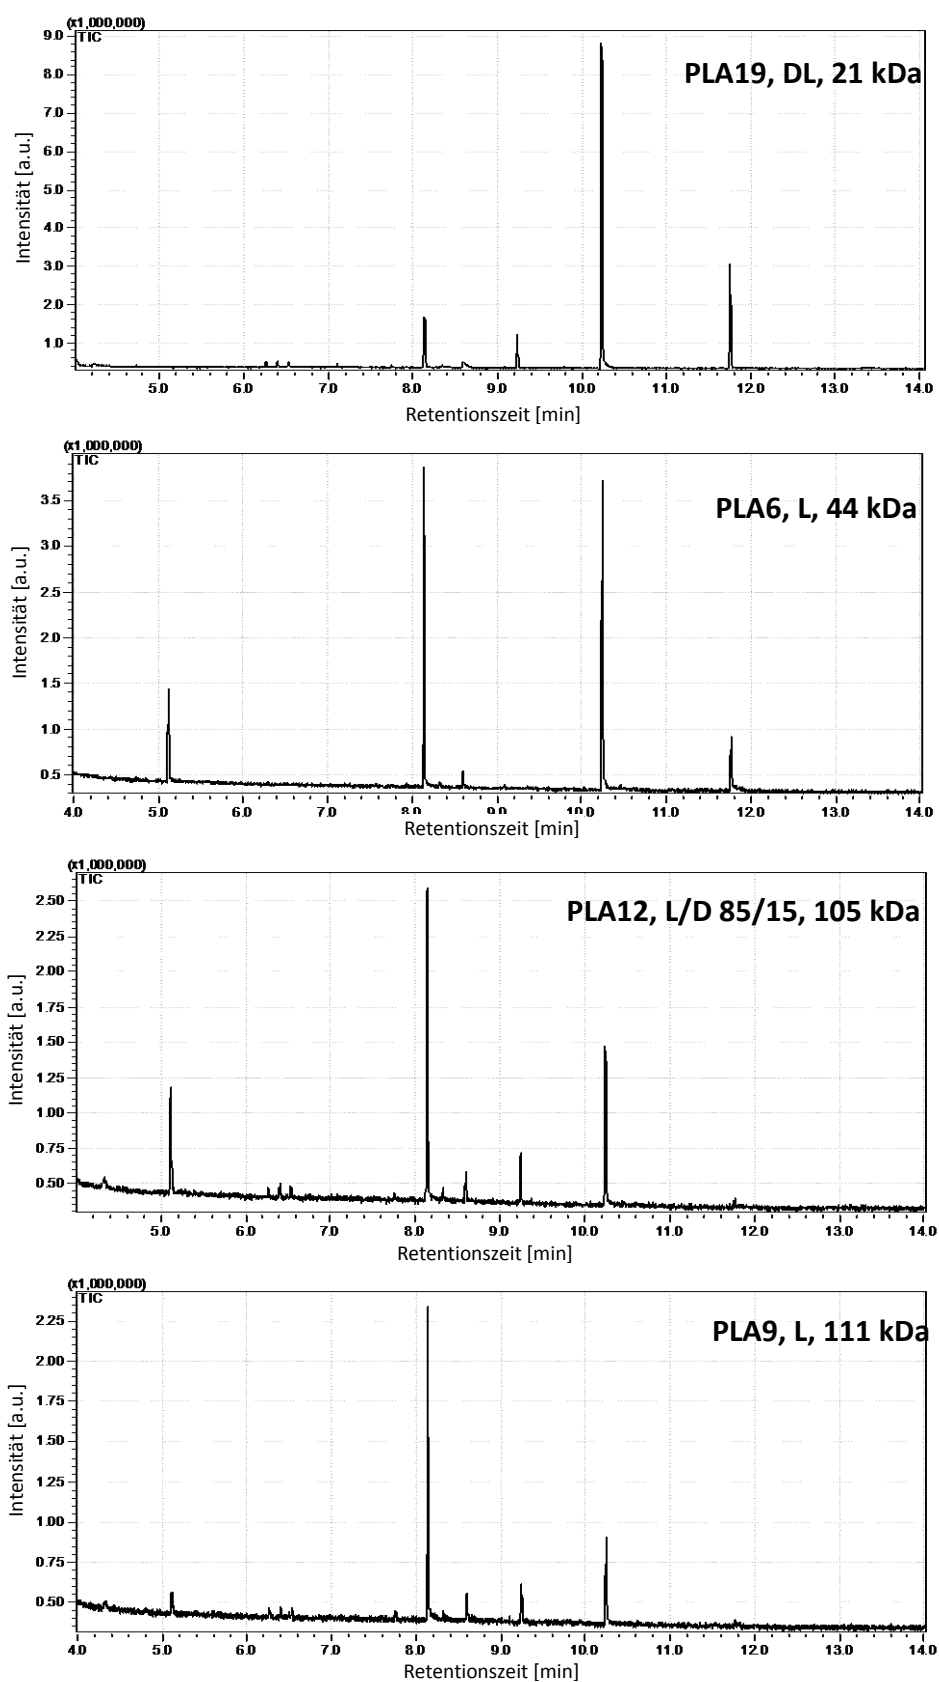 (x1,000,000)
TIC
PLA19, DL, 21 kDa
9.0
8.0
7.0
6.0
5.0
4.0
3.0
2.0
1.0
Intensität [a.u.]
5.0 6.0 7.0 8.0 9.0 10.0 11.0 12.0 13.0 14.0
Retentionszeit [min]
(x1,000,000)
TIC
PLA6, L, 44 kDa
3.5
3.0
2.5
2.0
1.5
1.0
0.5
Intensität [a.u.]
4.0 5.0 6.0 7.0 8.0 9.0 10.0 11.0 12.0 13.0 14.0
Retentionszeit [min]
(x1,000,000)
TIC
PLA12, L/D 85/15, 105 kDa
2.50
2.25
2.00
1.75
1.50
1.25
1.00
0.75
0.50
Intensität [a.u.]
5.0 6.0 7.0 8.0 9.0 10.0 11.0 12.0 13.0 14.0
Retentionszeit [min]
(x1,000,000)
TIC
PLA9, L, 111 kDa
2.25
2.00
1.75
1.50
1.25
1.00
0.75
0.50
Intensität [a.u.]
4.0 5.0 6.0 7.0 8.0 9.0 10.0 11.0 12.0 13.0 14.0
Retentionszeit [min]